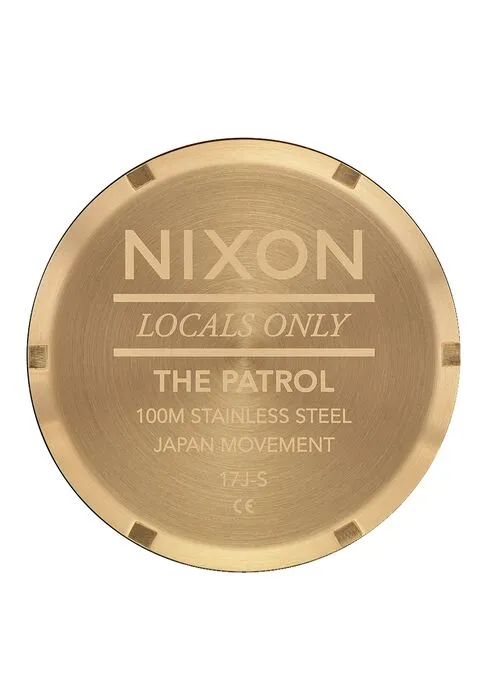 NIXON
LOCALS ONLY
THE PATROL
100M STAINLESS STEEL
JAPAN MOVEMENT
17J-S
CE